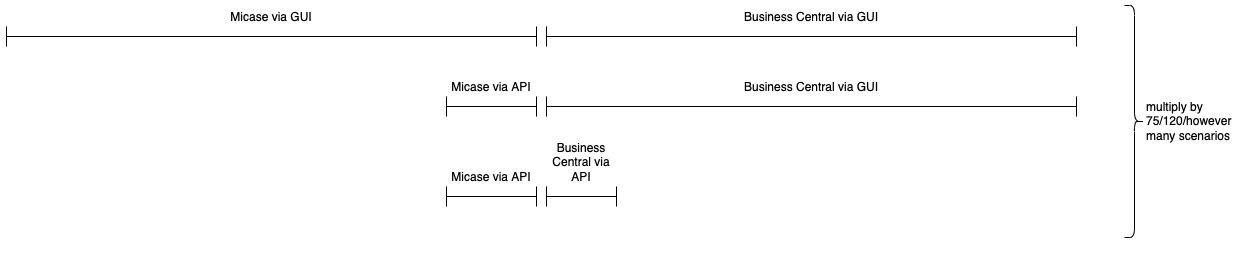 Micase via GUI
Business Central via GUI
Micase via API
Business Central via GUI
multiply by
75/120/however
many scenarios
Business
Central via
API
Micase via API